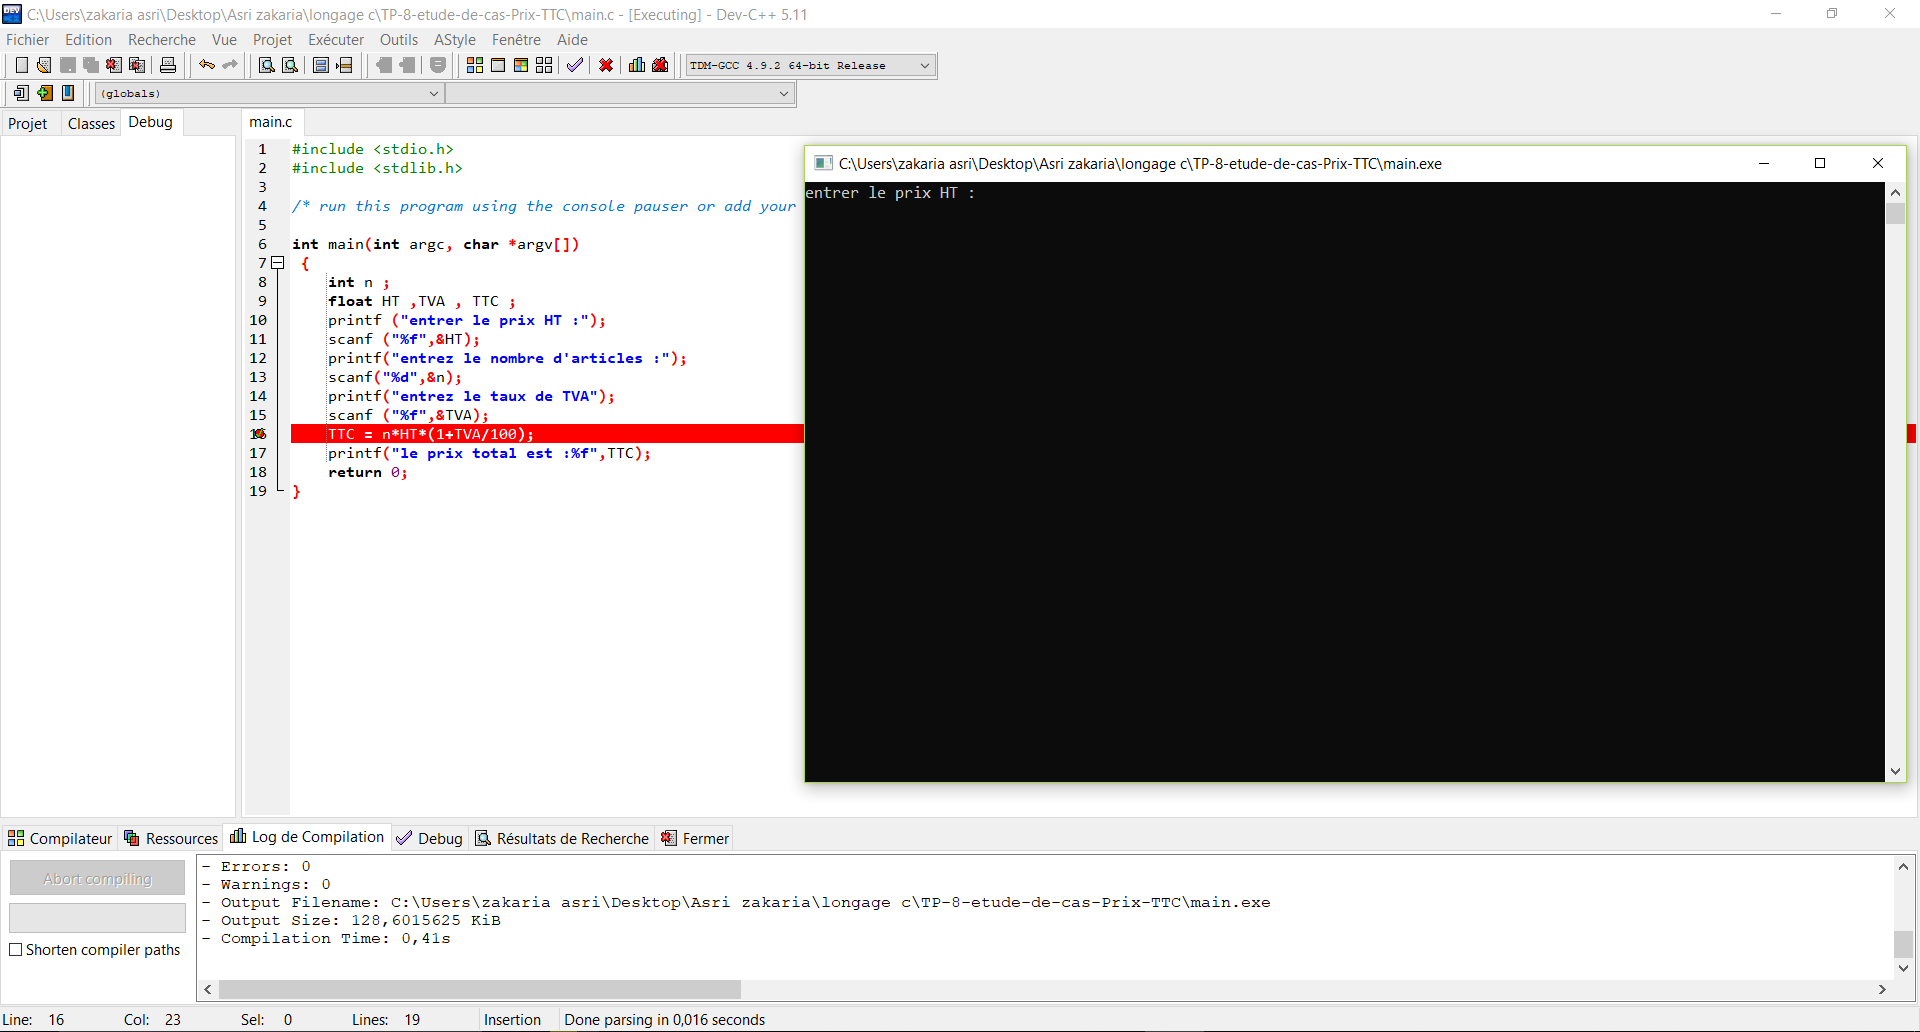 C:\Users\zakaria asri\Desktop\Asri zakaria\longage c\TP-8-etude-de-cas-Prix-TTC\main.c - [Executing] - Dev-C++ 5.11
Fichier Edition Recherche Vue Projet Exécuter Outils AStyle Fenêtre Aide
TDM-GCC 4.9.2 64-bit Release
(globals)
Projet Classes Debug
main.c
1 #include <stdio.h>
2 #include <stdlib.h>
3
4 /* run this program using the console pauser or add your
5
6 int main(int argc, char *argv[])
7 {
8 int n ;
9 float HT ,TVA , TTC ;
10 printf ("entrer le prix HT :");
11 scanf ("%f",&HT);
12 printf("entrez le nombre d'articles :");
13 scanf("%d",&n);
14 printf("entrez le taux de TVA");
15 scanf ("%f",&TVA);
16 TTC = n*HT*(1+TVA/100);
17 printf("le prix total est :%f",TTC);
18 return 0;
19 }
C:\Users\zakaria asri\Desktop\Asri zakaria\longage c\TP-8-etude-de-cas-Prix-TTC\main.exe
entrer le prix HT :
Compilateur Ressources Log de Compilation Debug Résultats de Recherche Fermer
Abort compiling
Shorten compiler paths
- Errors: 0
- Warnings: 0
- Output Filename: C:\Users\zakaria asri\Desktop\Asri zakaria\longage c\TP-8-etude-de-cas-Prix-TTC\main.exe
- Output Size: 128,6015625 KiB
- Compilation Time: 0,41s
Line: 16 Col: 23 Sel: 0 Lines: 19 Insertion Done parsing in 0,016 seconds